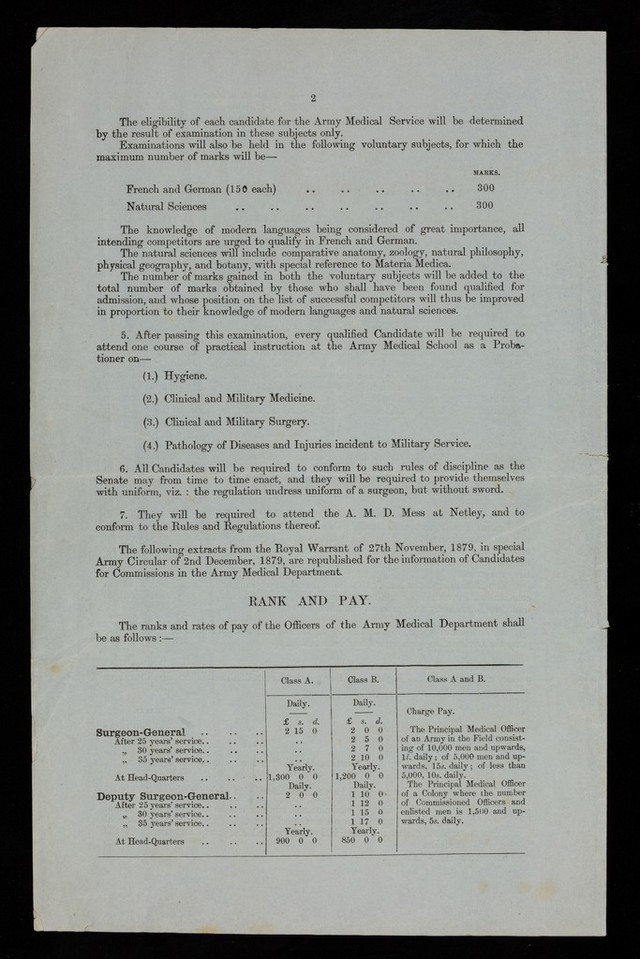 2
The eligibility of each candidate for the Army Medical Service will be determined
by the result of examination in these subjects only.
Examinations will also be held in the following voluntary subjects, for which the
maximum number of marks will be—
MARKS.
French and German (150 each) .. .. .. .. .. 300
Natural Sciences .. .. .. .. .. .. .. 300
The knowledge of modern languages being considered of great importance, all
intending competitors are urged to qualify in French and German.
The natural sciences will include comparative anatomy, zoology, natural philosophy,
physical geography, and botany, with special reference to Materia Medica.
The number of marks gained in both the voluntary subjects will be added to the
total number of marks obtained by those who shall have been found qualified for
admission, and whose position on the list of successful competitors will thus be improved
in proportion to their knowledge of modern languages and natural sciences.
5. After passing this examination, every qualified Candidate will be required to
attend one course of practical instruction at the Army Medical School as a Proba-
tioner on—
(1.) Hygiene.
(2.) Clinical and Military Medicine.
(3.) Clinical and Military Surgery.
(4.) Pathology of Diseases and Injuries incident to Military Service.
6. All Candidates will be required to conform to such rules of discipline as the
Senate may from time to time enact, and they will be required to provide themselves
with uniform, viz. : the regulation undress uniform of a surgeon, but without sword.
7. They will be required to attend the A. M. D. Mess at Netley, and to
conform to the Rules and Regulations thereof.
The following extracts from the Royal Warrant of 27th November, 1879, in special
Army Circular of 2nd December, 1879, are republished for the information of Candidates
for Commissions in the Army Medical Department.
RANK AND PAY.
The ranks and rates of pay of the Officers of the Army Medical Department shall
be as follows :—
Class A. Class B. Class A and B.
Daily. Daily.
£ s. d. £ s. d.
Surgeon-General .. .. .. 2 15 0 2 0 0
After 25 years' service.. .. .. .. 2 5 0
„ 30 years' service.. .. .. .. 2 7 0
„ 35 years' service.. .. .. .. 2 10 0
Yearly. Yearly.
At Head-Quarters .. .. .. 1,300 0 0 1,200 0 0
Daily. Daily.
Deputy Surgeon-General.. .. 2 0 0 1 10 0
After 25 years' service.. .. .. .. 1 12 0
„ 30 years' service.. .. .. .. 1 15 0
„ 35 years' service.. .. .. .. 1 17 0
Yearly. Yearly.
At Head-Quarters .. .. .. 900 0 0 850 0 0
Charge Pay.
The Principal Medical Officer
of an Army in the Field consist-
ing of 10,000 men and upwards,
1l. daily; of 5,000 men and up-
wards, 15s. daily; of less than
5,000, 10s. daily.
The Principal Medical Officer
of a Colony where the number
of Commissioned Officers and
enlisted men is 1,500 and up-
wards, 5s. daily.